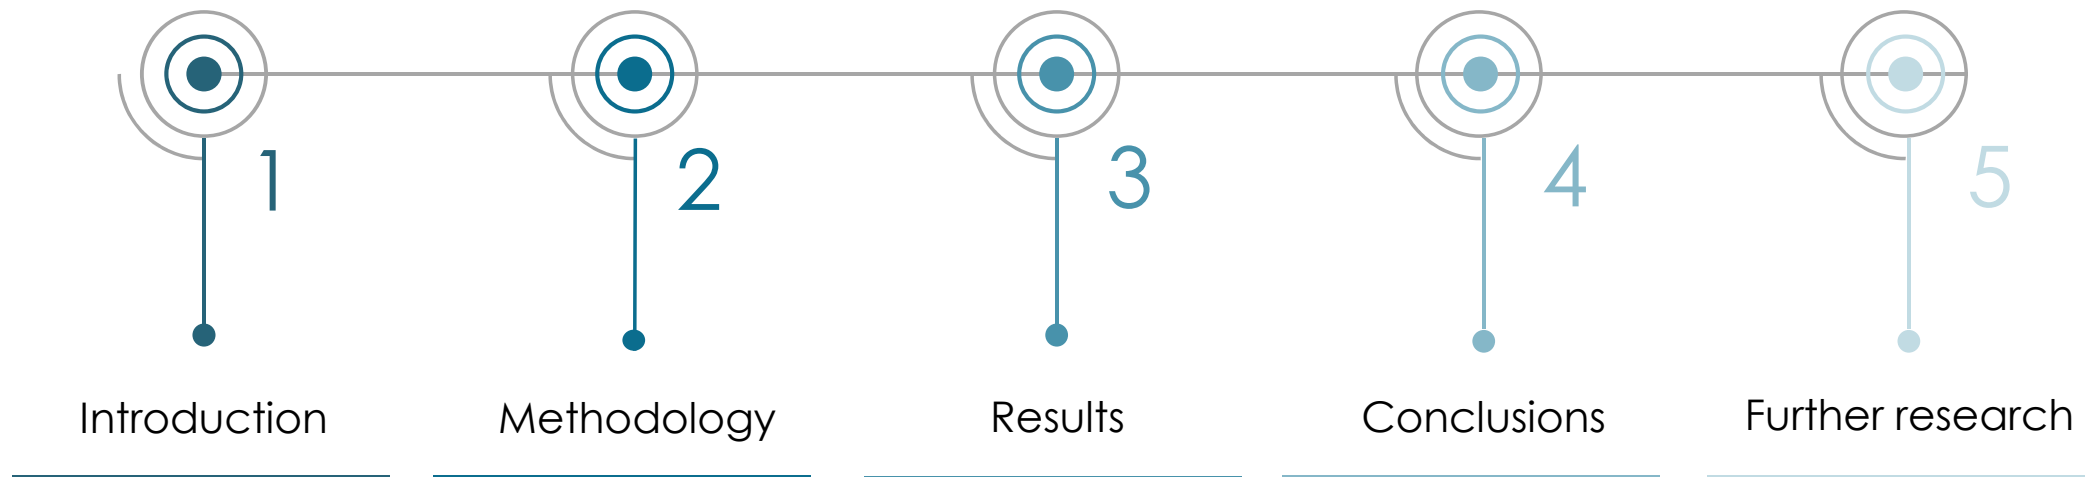 1
2
3
4
5
Introduction
Methodology
Results
Conclusions
Further research